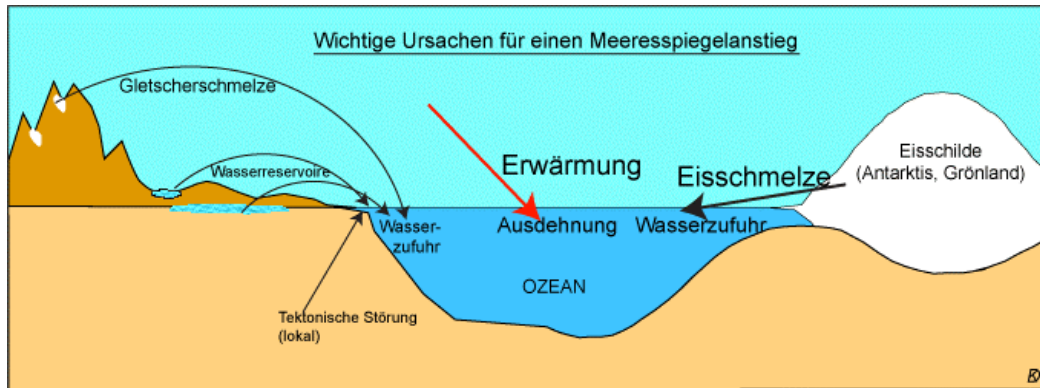 Wichtige Ursachen für einen Meeresspiegelanstieg
Gletscherschmelze
Wasserreservoire
Erwärmung
Eisschmelze
Eisschilde
(Antarktis, Grönland)
Wasser-
zufuhr
Ausdehnung
Wasserzufuhr
OZEAN
Tektonische Störung
(lokal)